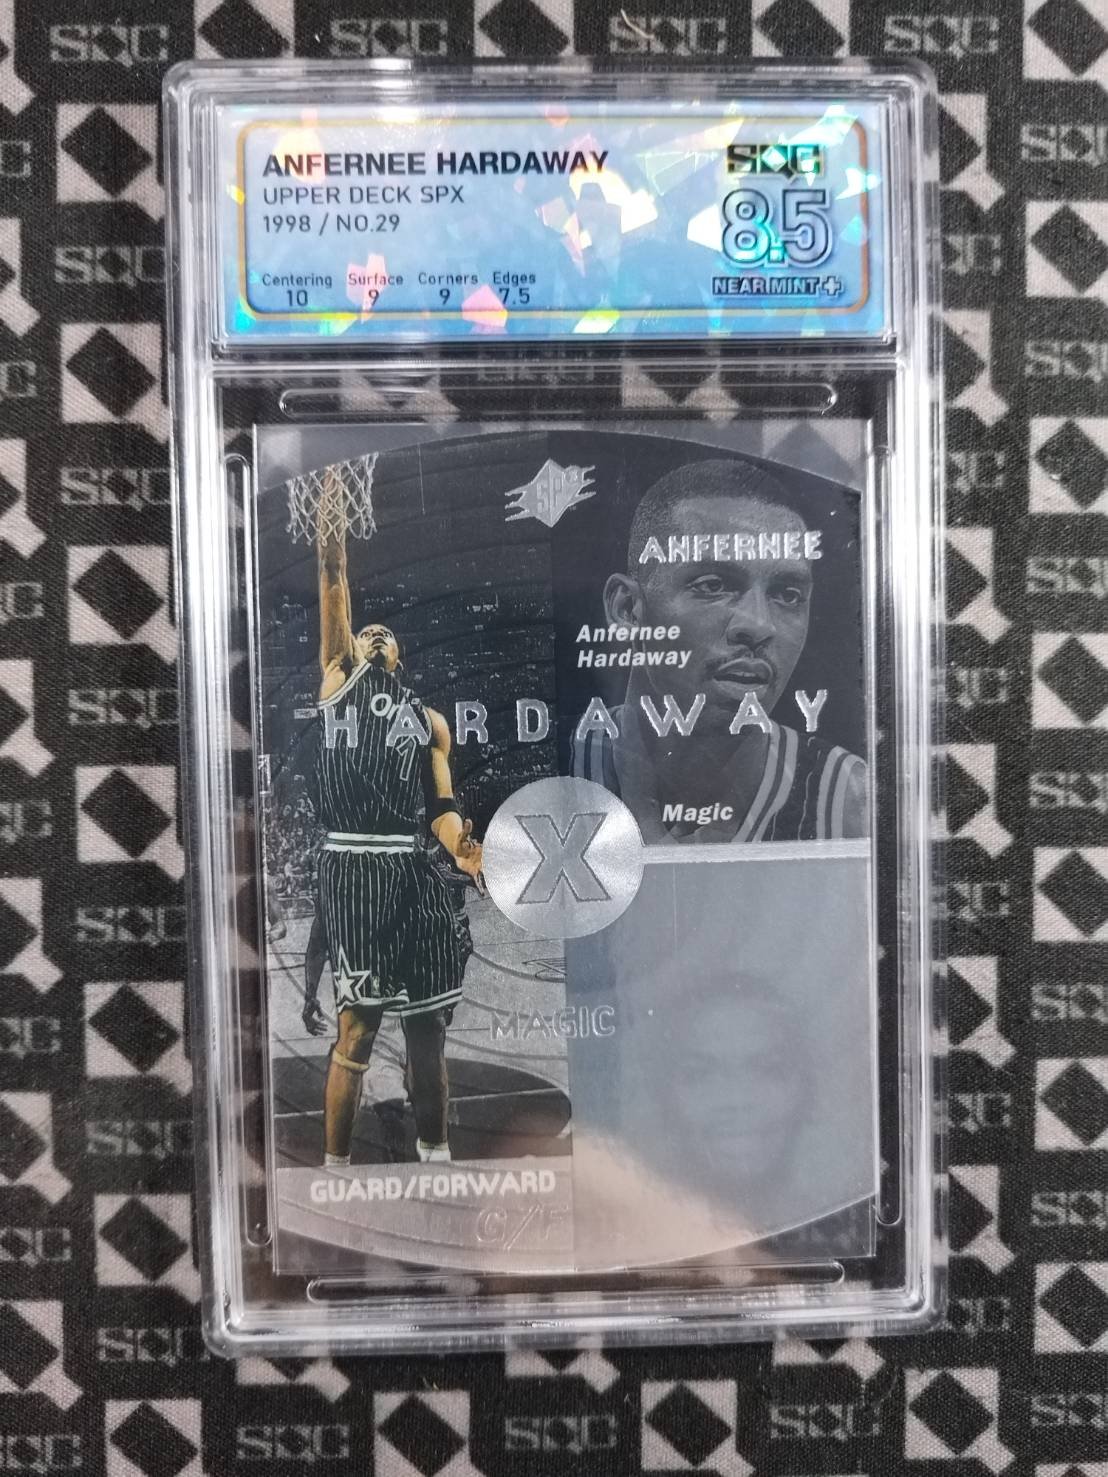 ANFERNEE HARDAWAY
UPPER DECK SPX
1998 / NO.29
Centering Surface Corners Edges
10 9 9 7.5
SQC
8.5
NEAR MINT+
SPX
ANFERNEE
Anfernee
Hardaway
HARDAWAY
Magic
X
MAGIC
GUARD/FORWARD
G/F